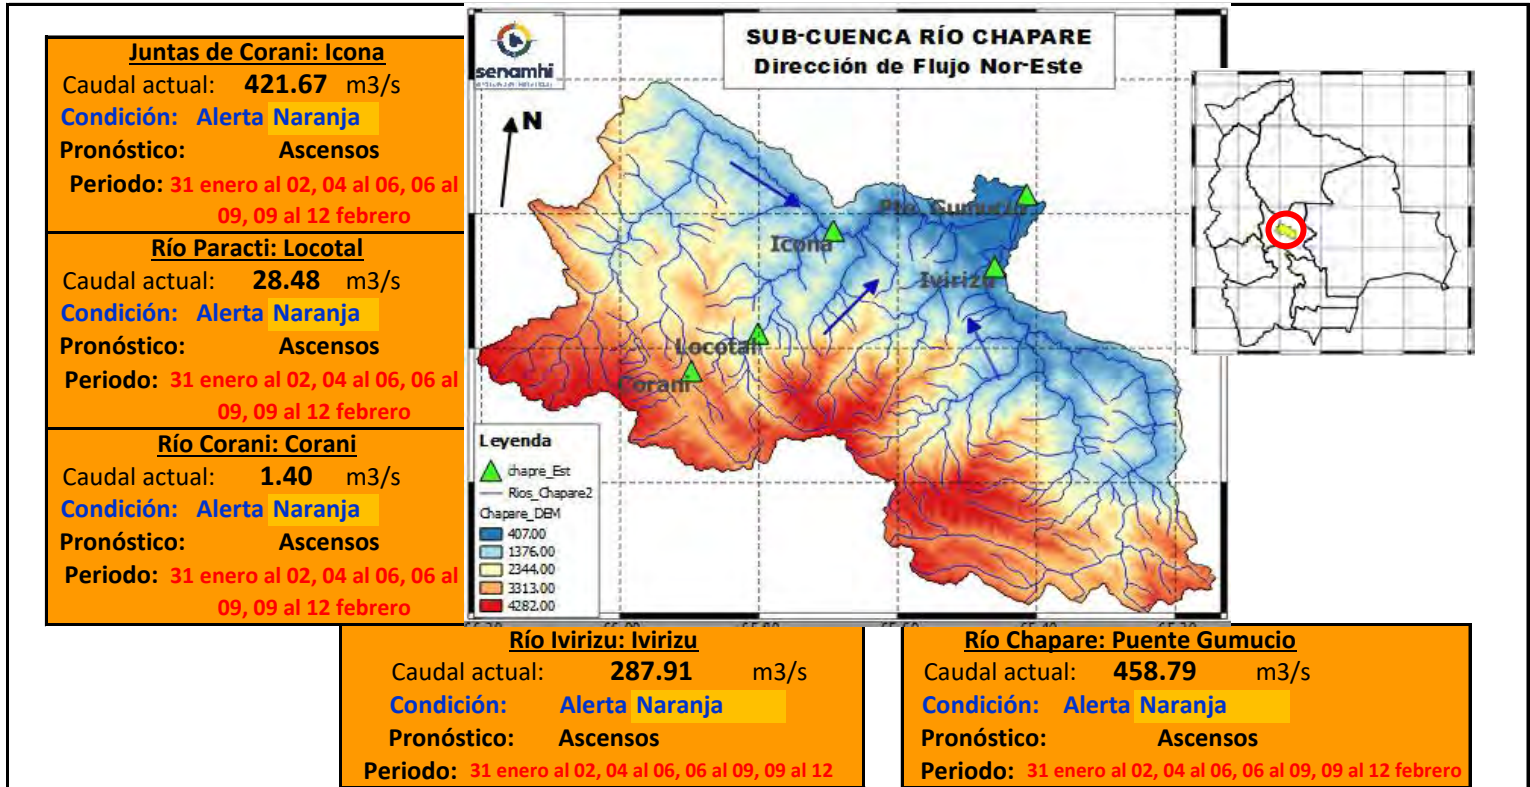 Juntas de Corani: Icona
Caudal actual: 421.67 m3/s
Condición: Alerta Naranja
Pronóstico: Ascensos
Periodo: 31 enero al 02, 04 al 06, 06 al
09, 09 al 12 febrero
Río Paracti: Locotal
Caudal actual: 28.48 m3/s
Condición: Alerta Naranja
Pronóstico: Ascensos
Periodo: 31 enero al 02, 04 al 06, 06 al
09, 09 al 12 febrero
Río Corani: Corani
Caudal actual: 1.40 m3/s
Condición: Alerta Naranja
Pronóstico: Ascensos
Periodo: 31 enero al 02, 04 al 06, 06 al
09, 09 al 12 febrero
senamhi
SUB-CUENCA RÍO CHAPARE
Dirección de Flujo Nor-Este
N
Pto. Gumucio
Icona
Ivirizu
Locotal
Corani
Leyenda
chapre_Est
Rios_Chapare2
Chapare_DEM
407.00
1376.00
2344.00
3313.00
4282.00
Río Ivirizu: Ivirizu
Caudal actual: 287.91 m3/s
Condición: Alerta Naranja
Pronóstico: Ascensos
Periodo: 31 enero al 02, 04 al 06, 06 al 09, 09 al 12
Río Chapare: Puente Gumucio
Caudal actual: 458.79 m3/s
Condición: Alerta Naranja
Pronóstico: Ascensos
Periodo: 31 enero al 02, 04 al 06, 06 al 09, 09 al 12 febrero